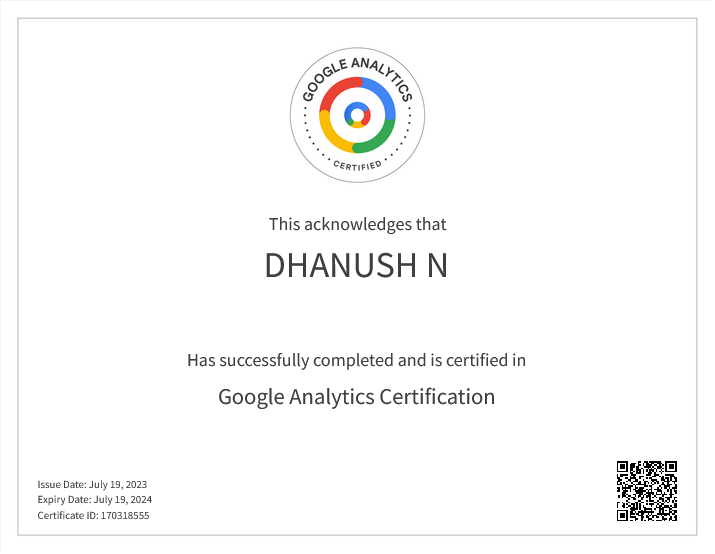 GOOGLE ANALYTICS
CERTIFIED
This acknowledges that
DHANUSH N
Has successfully completed and is certified in
Google Analytics Certification
Issue Date: July 19, 2023
Expiry Date: July 19, 2024
Certificate ID: 170318555